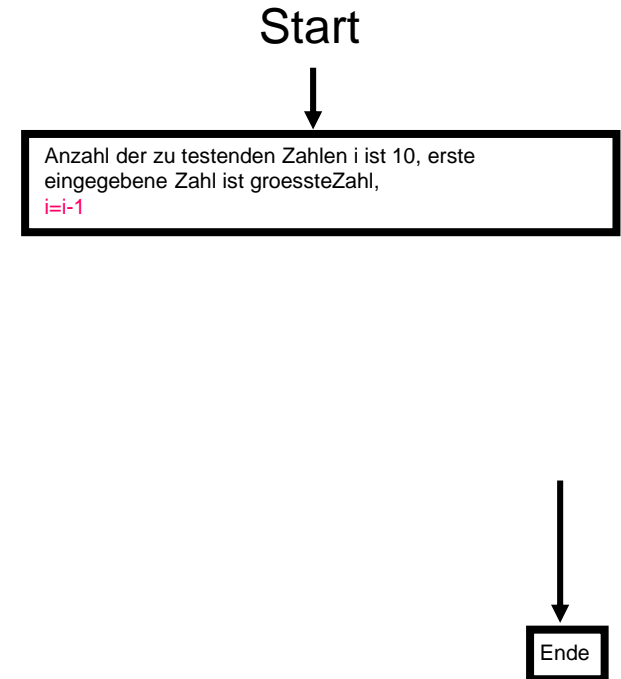 Start
Anzahl der zu testenden Zahlen i ist 10, erste
eingegebene Zahl ist groessteZahl,
i=i-1
Ende